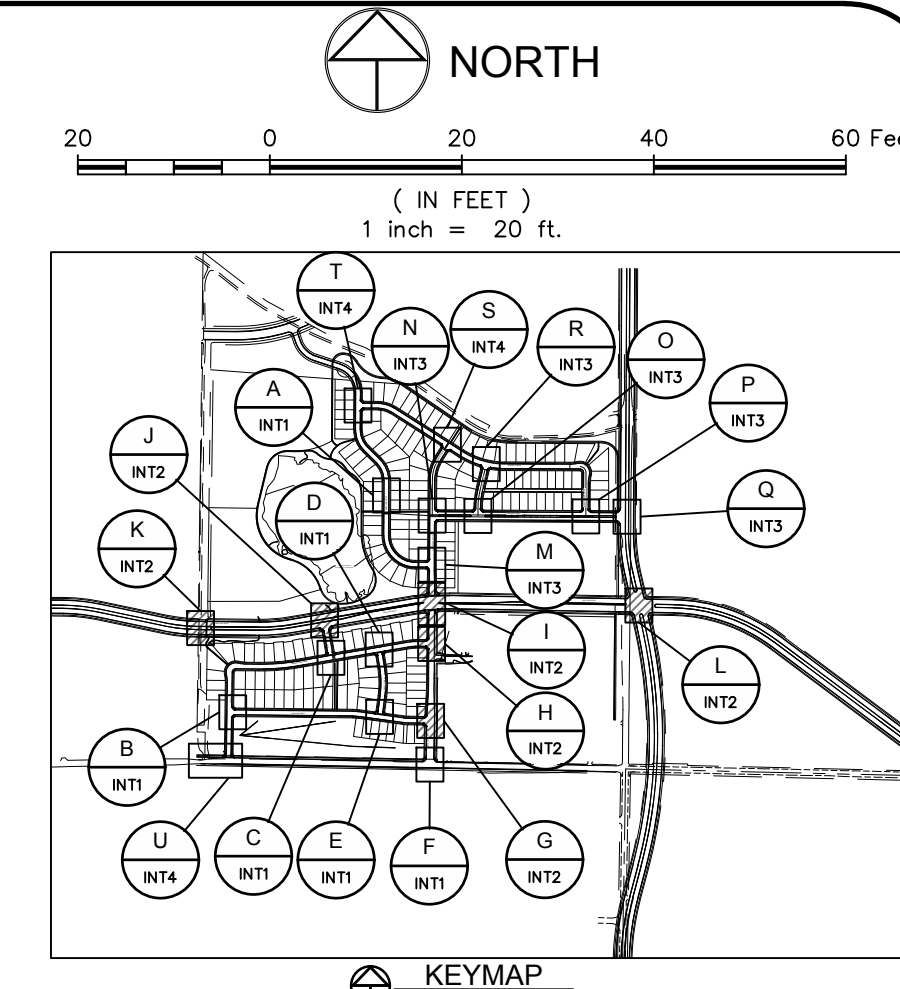 NORTH
20 0 20 40 60 Fee
( IN FEET )
1 inch = 20 ft.
T
INT4
N
INT3
S
INT4
R
INT3
O
INT3
A
INT1
P
INT3
J
INT2
D
INT1
Q
INT3
K
INT2
M
INT3
I
INT2
L
INT2
H
INT2
B
INT1
U
INT4
C
INT1
E
INT1
F
INT1
G
INT2
KEYMAP